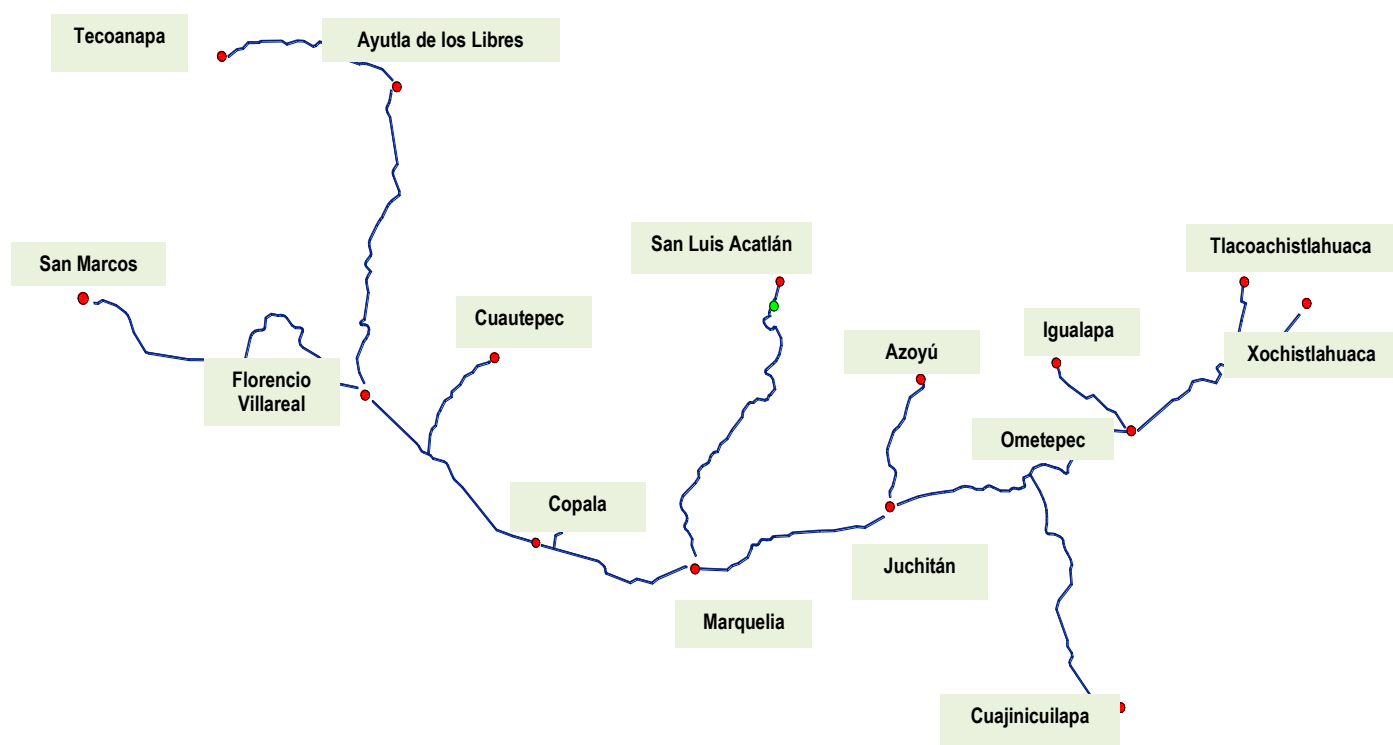 Tecoanapa
Ayutla de los Libres
San Luis Acatlán
Tlacoachistlahuaca
San Marcos
Cuautepec
Igualapa
Xochistlahuaca
Azoyú
Florencio
Villareal
Ometepec
Copala
Juchitán
Marquelia
Cuajinicuilapa